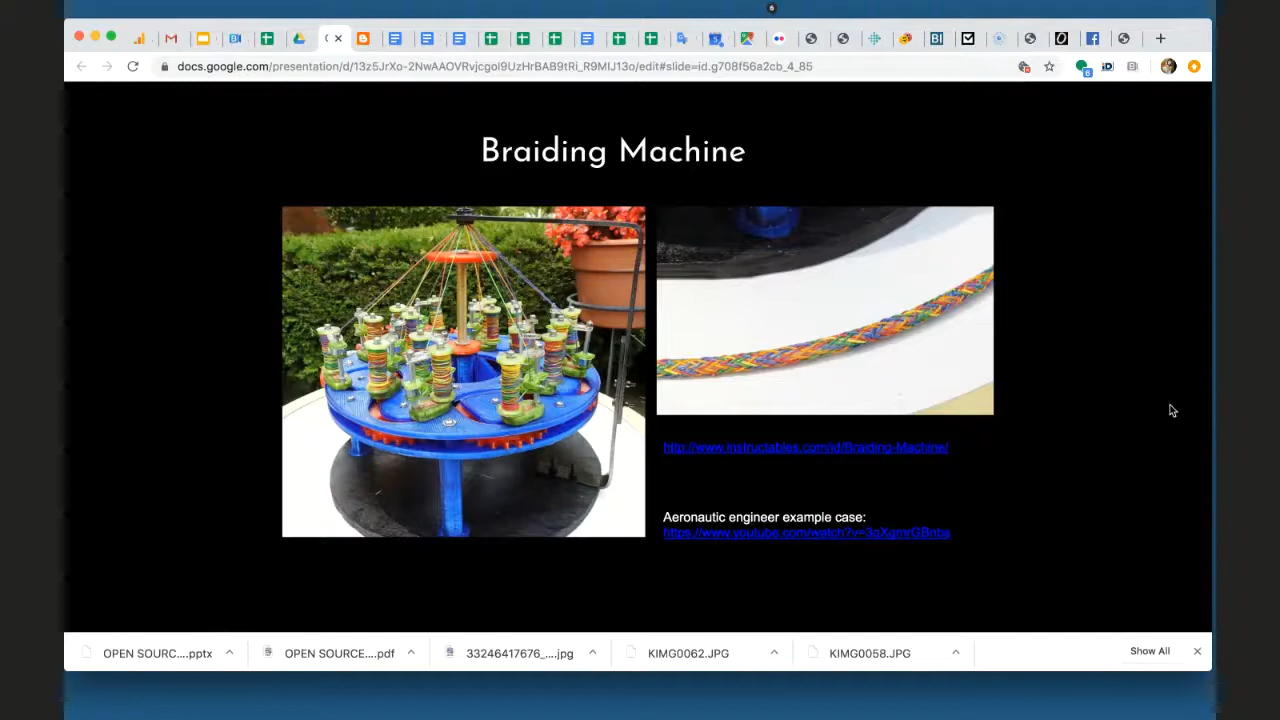 docs.google.com/presentation/d/13z5JrXo-2NwAAOVRvjcgol9UzHrBAB9tRi_R9MIJ13o/edit#slide=id.g708f56a2cb_4_85
Braiding Machine
http://www.instructables.com/id/Braiding-Machine/
Aeronautic engineer example case:
OPEN SOURC....pptx
OPEN SOURCE....pdf
33246417676_....jpg
KIMG0062.JPG
KIMG0058.JPG
Show All